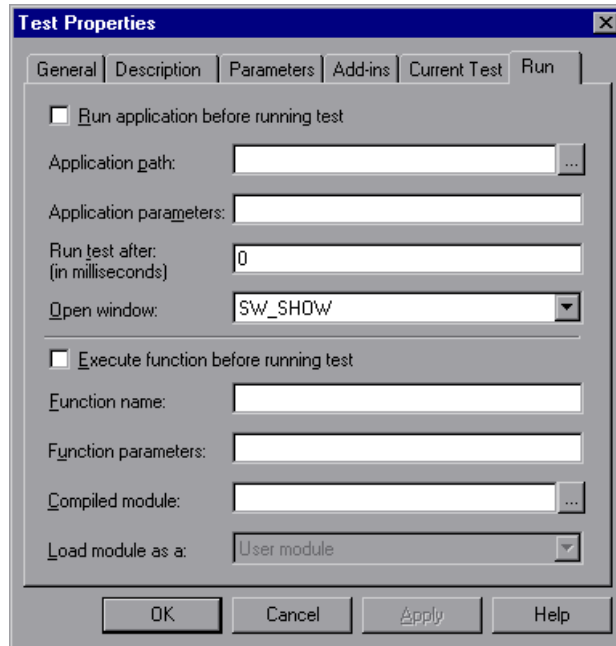 Test Properties
General Description Parameters Add-ins Current Test Run
Run application before running test
Application path: ...
Application parameters:
Run test after: 0
(in milliseconds)
Open window: SW_SHOW
Execute function before running test
Function name:
Function parameters:
Compiled module: ...
Load module as a: User module
OK Cancel Apply Help